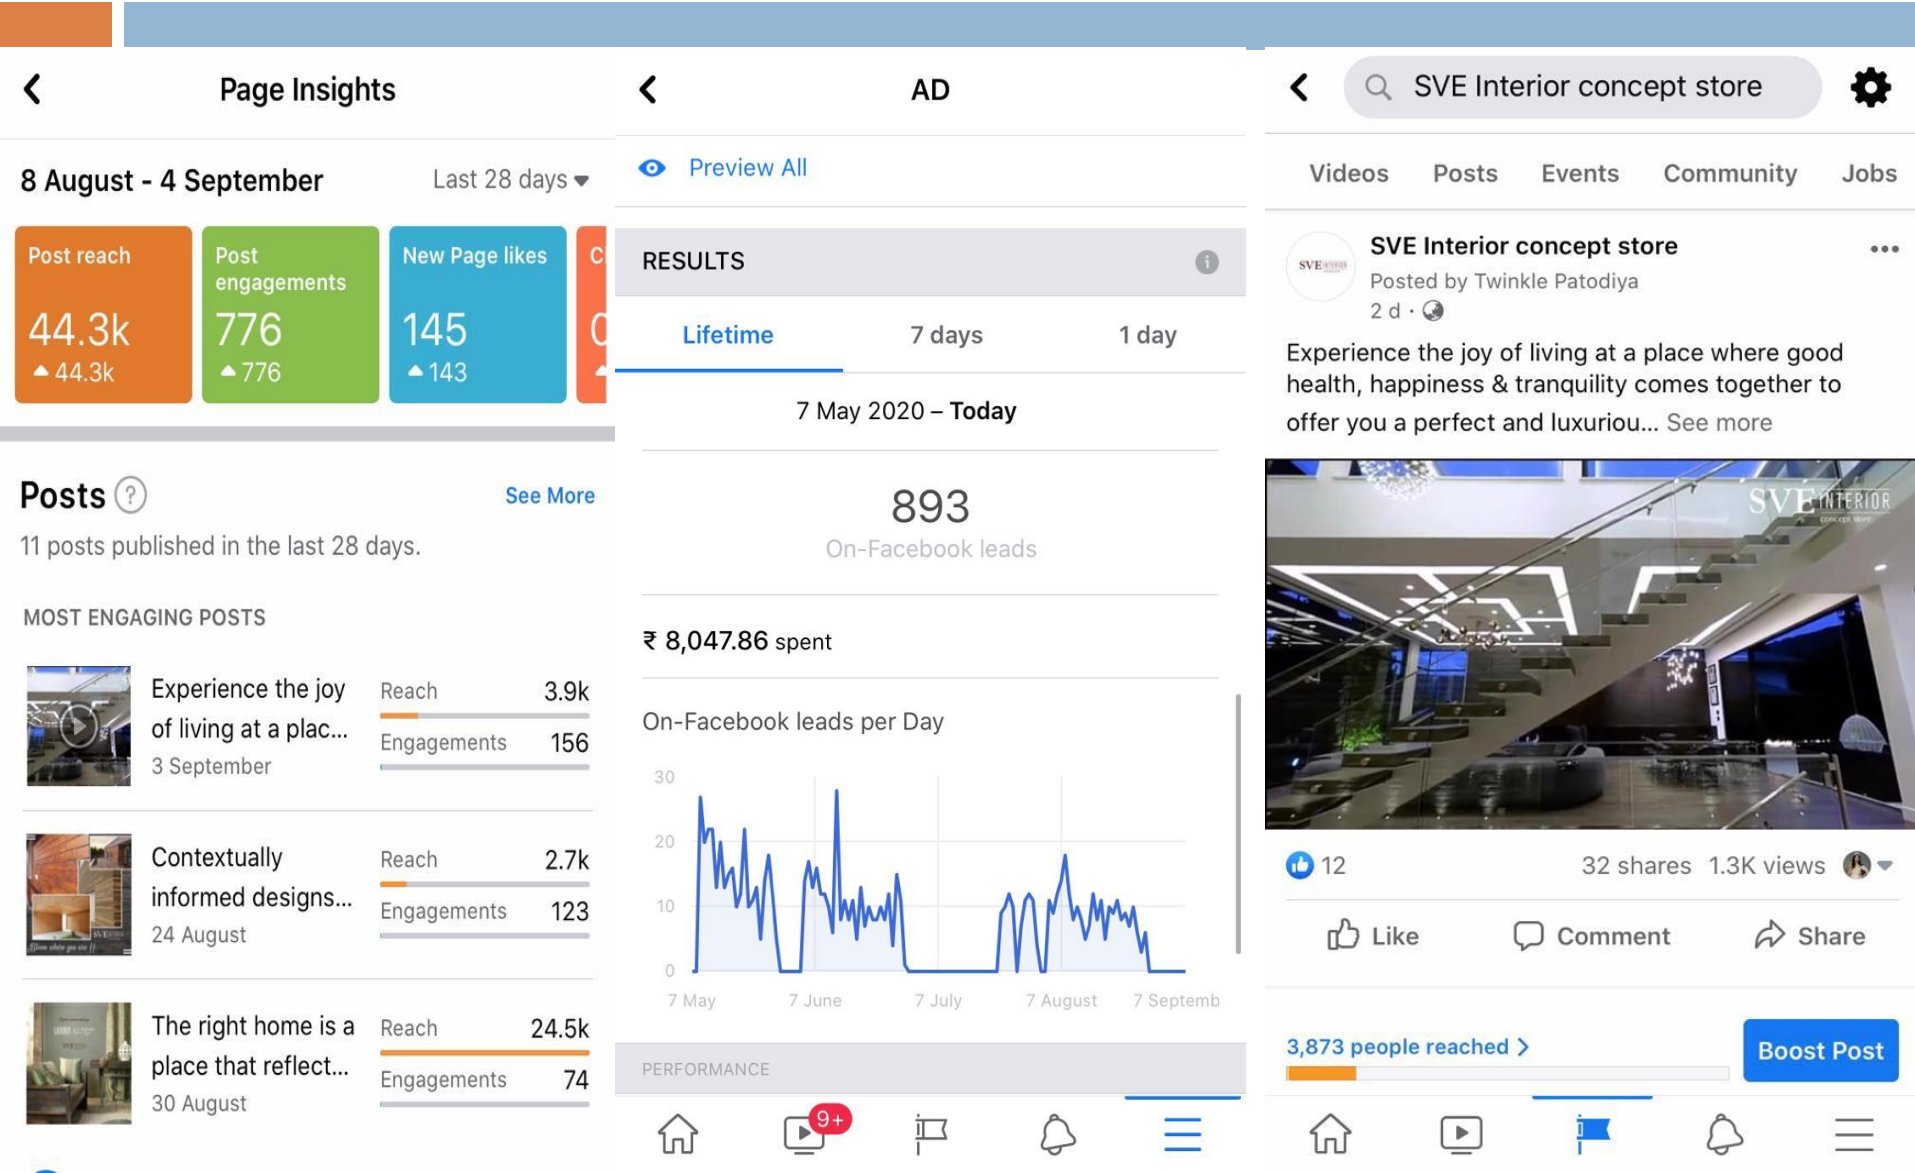 Page Insights
8 August - 4 September
Last 28 days
Post reach
44.3k
44.3k
Post
engagements
776
776
New Page likes
145
143
Posts ?
See More
11 posts published in the last 28 days.
MOST ENGAGING POSTS
Experience the joy
of living at a plac...
3 September
Reach 3.9k
Engagements 156
Contextually
informed designs...
24 August
Reach 2.7k
Engagements 123
The right home is a
place that reflect...
30 August
Reach 24.5k
Engagements 74
AD
Preview All
RESULTS
Lifetime 7 days 1 day
7 May 2020 – Today
893
On-Facebook leads
₹ 8,047.86 spent
On-Facebook leads per Day
30
20
10
0
7 May 7 June 7 July 7 August 7 Septemb
PERFORMANCE
9+
SVE Interior concept store
Videos Posts Events Community Jobs
SVE INTERIOR
SVE Interior concept store
Posted by Twinkle Patodiya
2 d ·
Experience the joy of living at a place where good
health, happiness & tranquility comes together to
offer you a perfect and luxuriou... See more
SVE INTERIOR
concept store
12
32 shares 1.3K views
Like Comment Share
3,873 people reached
Boost Post